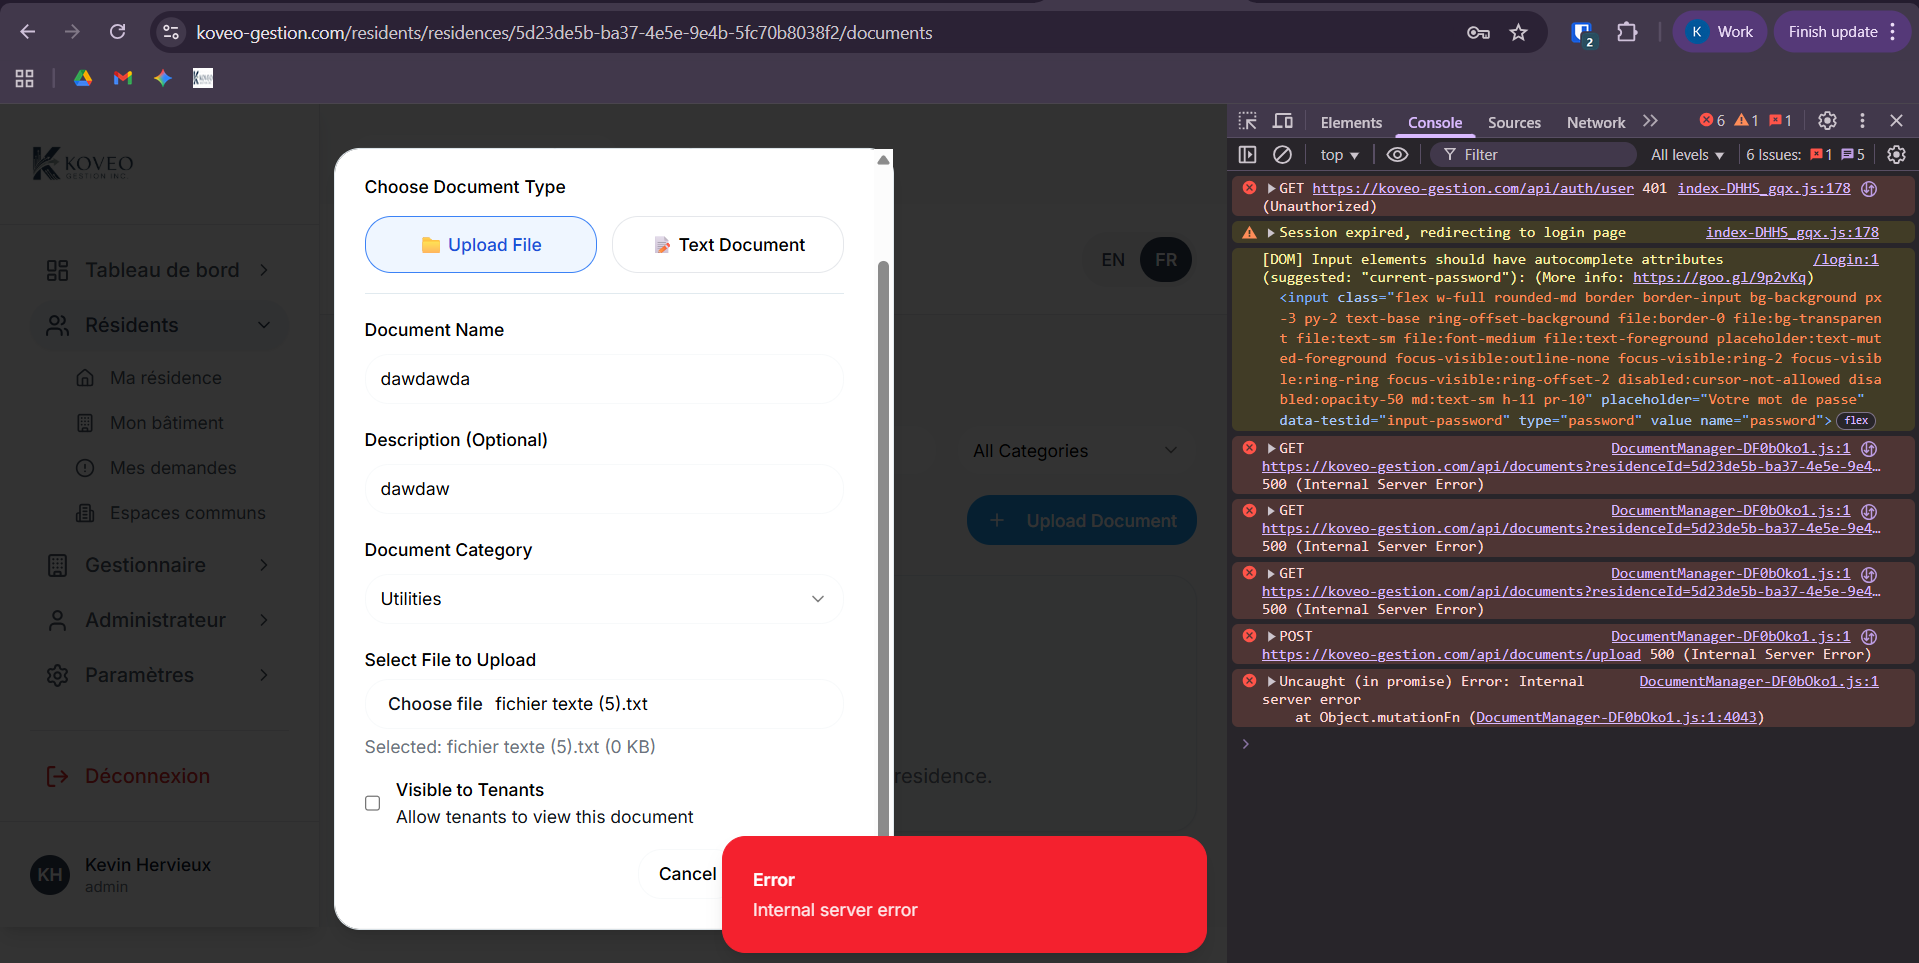 koveo-gestion.com/residents/residences/5d23de5b-ba37-4e5e-9e4b-5fc70b8038f2/documents
2
K Work
Finish update
KOVEO
GESTION INC.
Tableau de bord
Résidents
Ma résidence
Mon bâtiment
Mes demandes
Espaces communs
Gestionnaire
Administrateur
Paramètres
Déconnexion
KH
Kevin Hervieux
admin
EN
FR
All Categories
+ Upload Document
residence.
Choose Document Type
Upload File
Text Document
Document Name
dawdawda
Description (Optional)
dawdaw
Document Category
Utilities
Select File to Upload
Choose file fichier texte (5).txt
Selected: fichier texte (5).txt (0 KB)
Visible to Tenants
Allow tenants to view this document
Cancel
Error
Internal server error
Elements Console Sources Network 6 1 1
top Filter All levels 6 Issues: 1 5
GET https://koveo-gestion.com/api/auth/user 401 index-DHHS_gqx.js:178
(Unauthorized)
Session expired, redirecting to login page index-DHHS_gqx.js:178
[DOM] Input elements should have autocomplete attributes /login:1
(suggested: "current-password"): (More info: https://goo.gl/9p2vKq)
<input class="flex w-full rounded-md border border-input bg-background px
-3 py-2 text-base ring-offset-background file:border-0 file:bg-transparen
t file:text-sm file:font-medium file:text-foreground placeholder:text-mut
ed-foreground focus-visible:outline-none focus-visible:ring-2 focus-visib
le:ring-ring focus-visible:ring-offset-2 disabled:cursor-not-allowed disa
bled:opacity-50 md:text-sm h-11 pr-10" placeholder="Votre mot de passe"
data-testid="input-password" type="password" value name="password"> flex
GET DocumentManager-DF0bOko1.js:1
https://koveo-gestion.com/api/documents?residenceId=5d23de5b-ba37-4e5e-9e4…
500 (Internal Server Error)
GET DocumentManager-DF0bOko1.js:1
https://koveo-gestion.com/api/documents?residenceId=5d23de5b-ba37-4e5e-9e4…
500 (Internal Server Error)
GET DocumentManager-DF0bOko1.js:1
https://koveo-gestion.com/api/documents?residenceId=5d23de5b-ba37-4e5e-9e4…
500 (Internal Server Error)
POST DocumentManager-DF0bOko1.js:1
https://koveo-gestion.com/api/documents/upload 500 (Internal Server Error)
Uncaught (in promise) Error: Internal DocumentManager-DF0bOko1.js:1
server error
at Object.mutationFn (DocumentManager-DF0bOko1.js:1:4043)